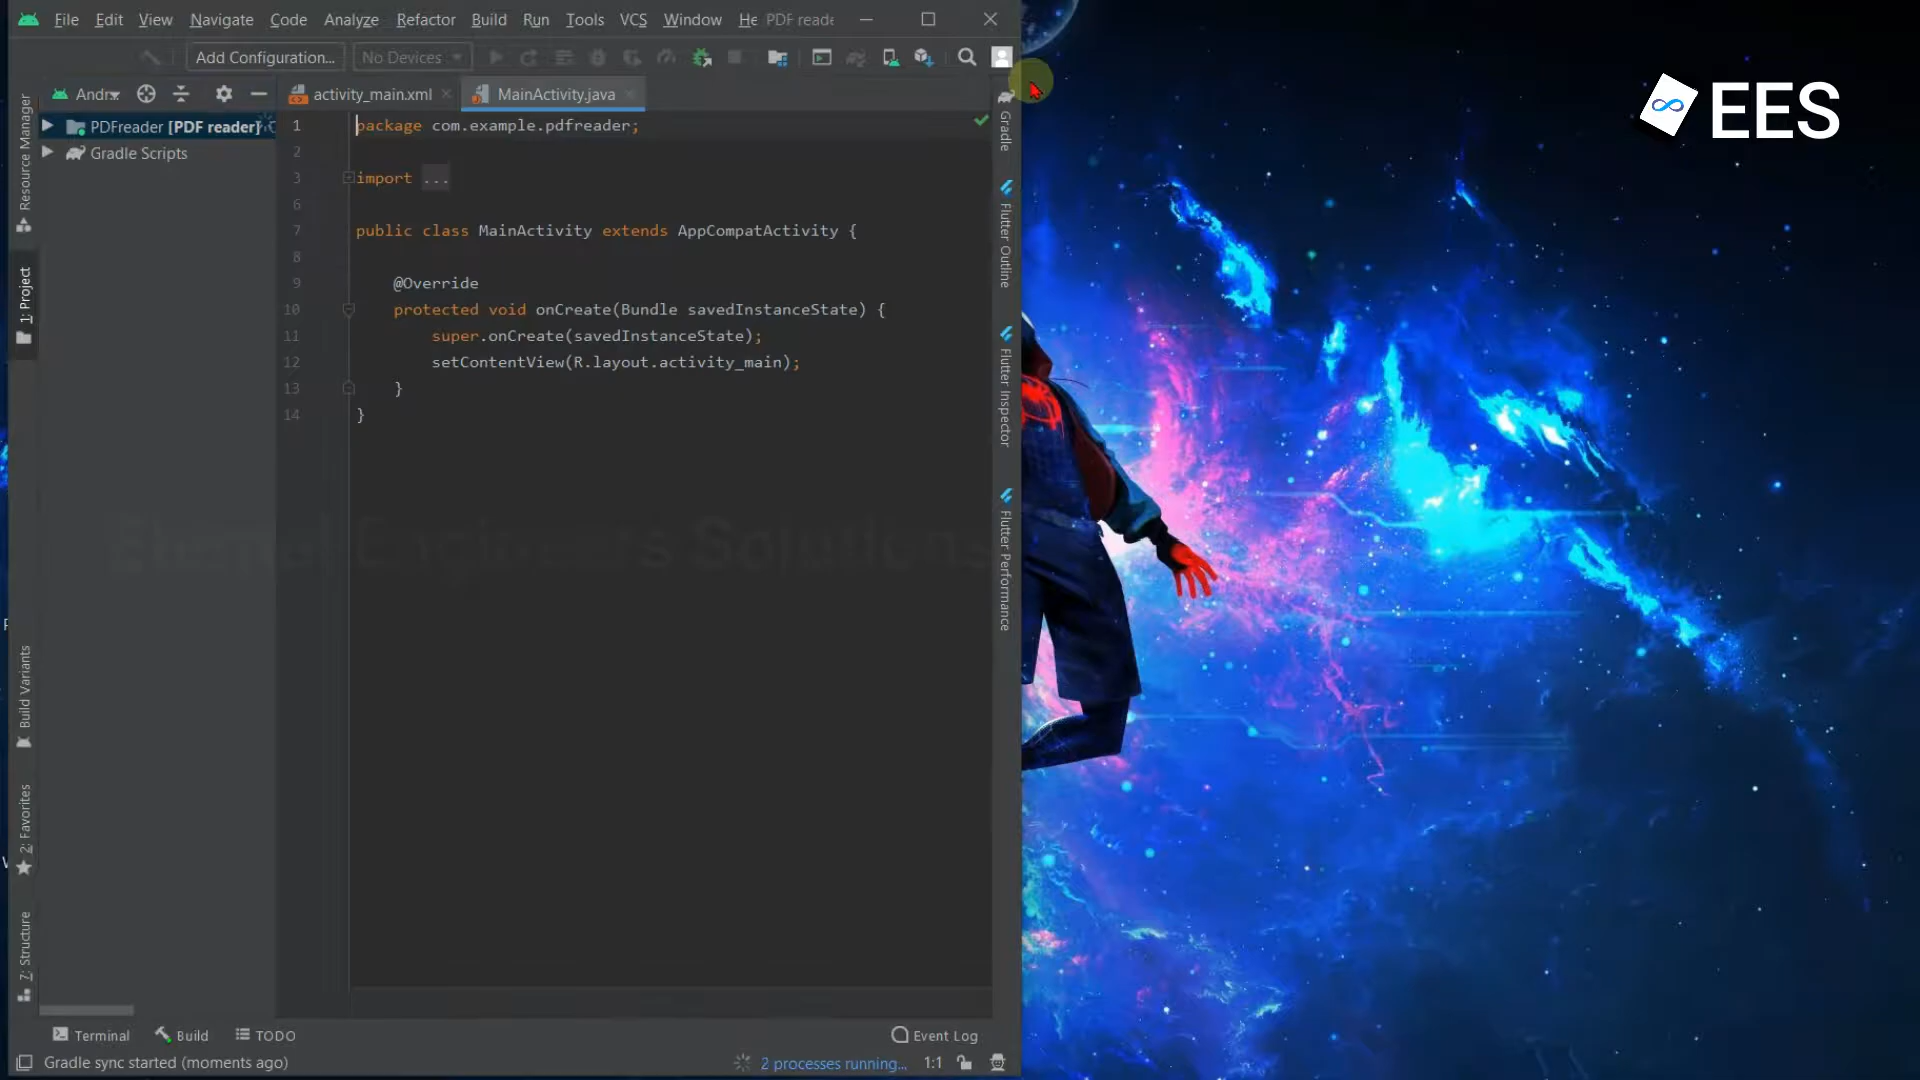 File Edit View Navigate Code Analyze Refactor Build Run Tools VCS Window He PDF reade
Add Configuration... No Devices
Andr
activity_main.xml MainActivity.java
PDFreader [PDF reader]
Gradle Scripts
1 package com.example.pdfreader;
2
3 import ...
6
7 public class MainActivity extends AppCompatActivity {
8
9 @Override
10 protected void onCreate(Bundle savedInstanceState) {
11 super.onCreate(savedInstanceState);
12 setContentView(R.layout.activity_main);
13 }
14 }
Resource Manager
1: Project
Build Variants
2: Favorites
7: Structure
Gradle
Flutter Outline
Flutter Inspector
Flutter Performance
Engineers Solutions
Terminal Build TODO Event Log
Gradle sync started (moments ago) 2 processes running... 1:1
EES